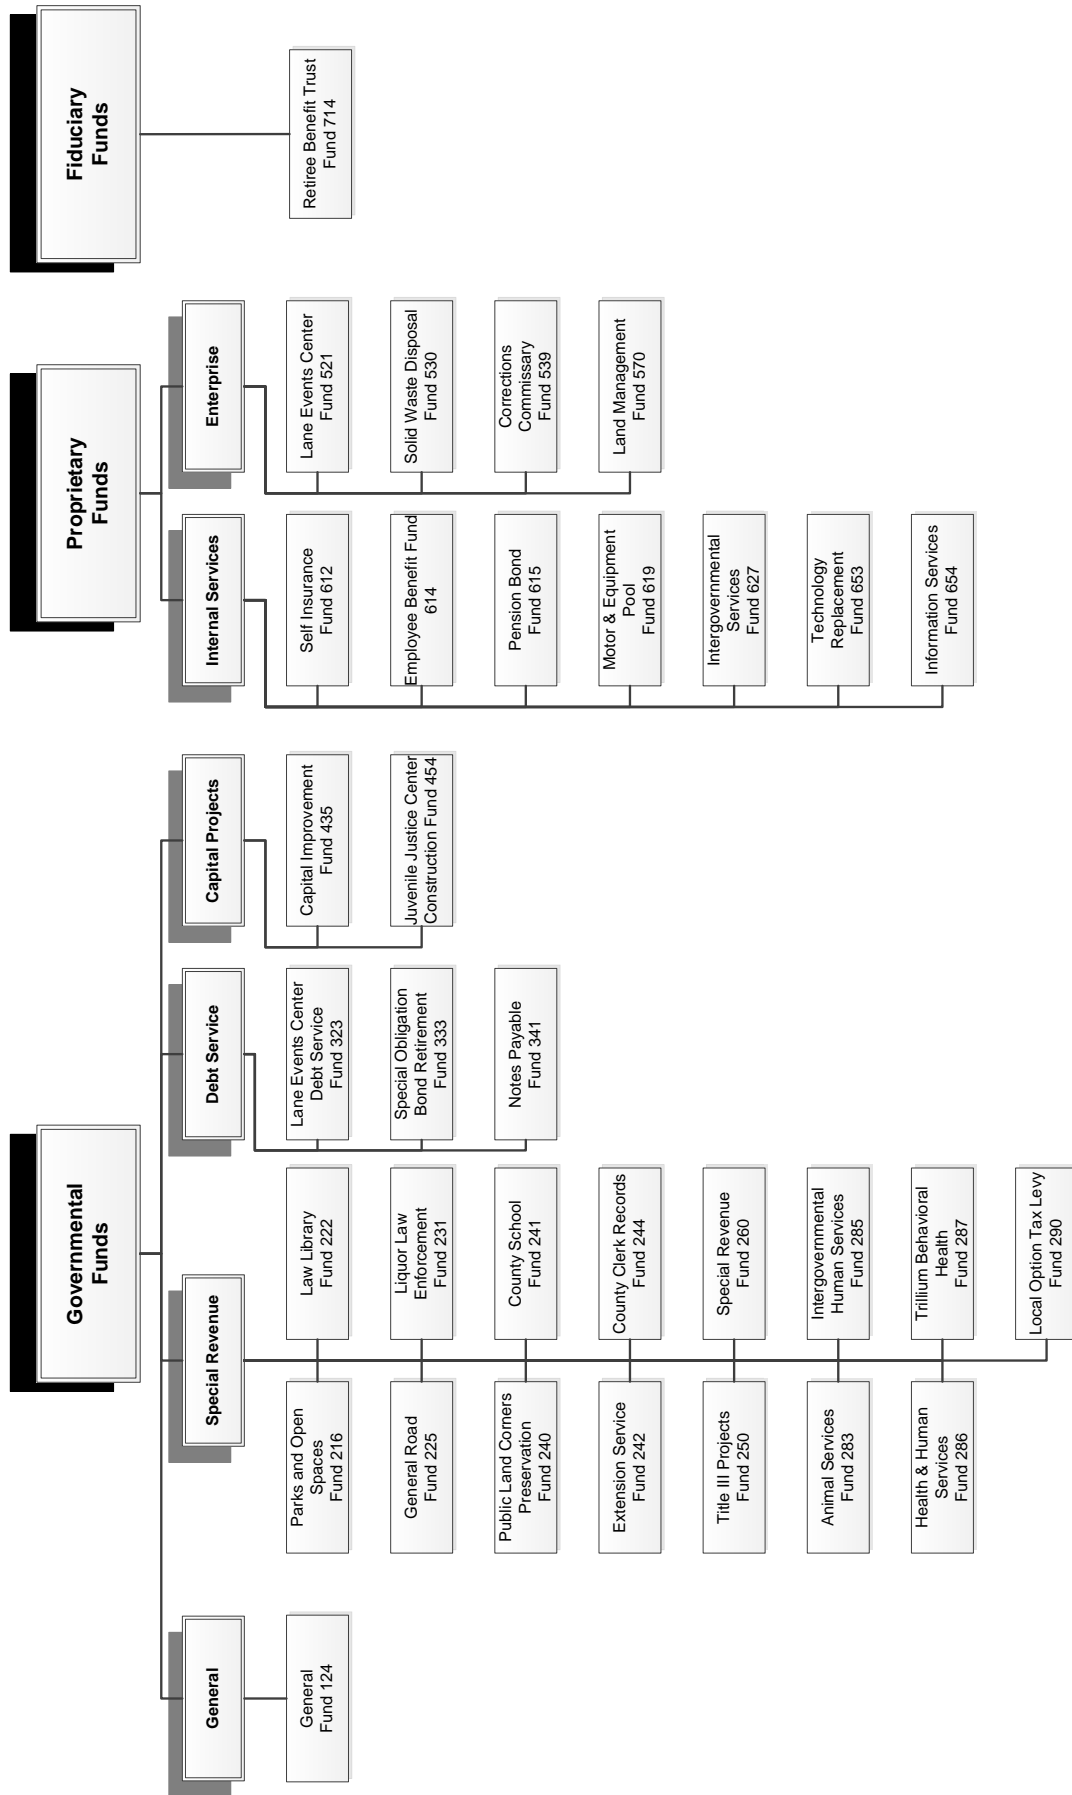 Governmental
Funds
General
General
Fund 124
Special Revenue
Parks and Open
Spaces
Fund 216
Law Library
Fund 222
General Road
Fund 225
Liquor Law
Enforcement
Fund 231
Public Land Corners
Preservation
Fund 240
County School
Fund 241
Extension Service
Fund 242
County Clerk Records
Fund 244
Title III Projects
Fund 250
Special Revenue
Fund 260
Animal Services
Fund 283
Intergovernmental
Human Services
Fund 285
Health & Human
Services
Fund 286
Trillium Behavioral
Health
Fund 287
Local Option Tax Levy
Fund 290
Debt Service
Lane Events Center
Debt Service
Fund 323
Special Obligation
Bond Retirement
Fund 333
Notes Payable
Fund 341
Capital Projects
Capital Improvement
Fund 435
Juvenile Justice Center
Construction Fund 454
Proprietary
Funds
Internal Services
Self Insurance
Fund 612
Employee Benefit Fund
614
Pension Bond
Fund 615
Motor & Equipment
Pool
Fund 619
Intergovernmental
Services
Fund 627
Technology
Replacement
Fund 653
Information Services
Fund 654
Enterprise
Lane Events Center
Fund 521
Solid Waste Disposal
Fund 530
Corrections
Commissary
Fund 539
Land Management
Fund 570
Fiduciary
Funds
Retiree Benefit Trust
Fund 714